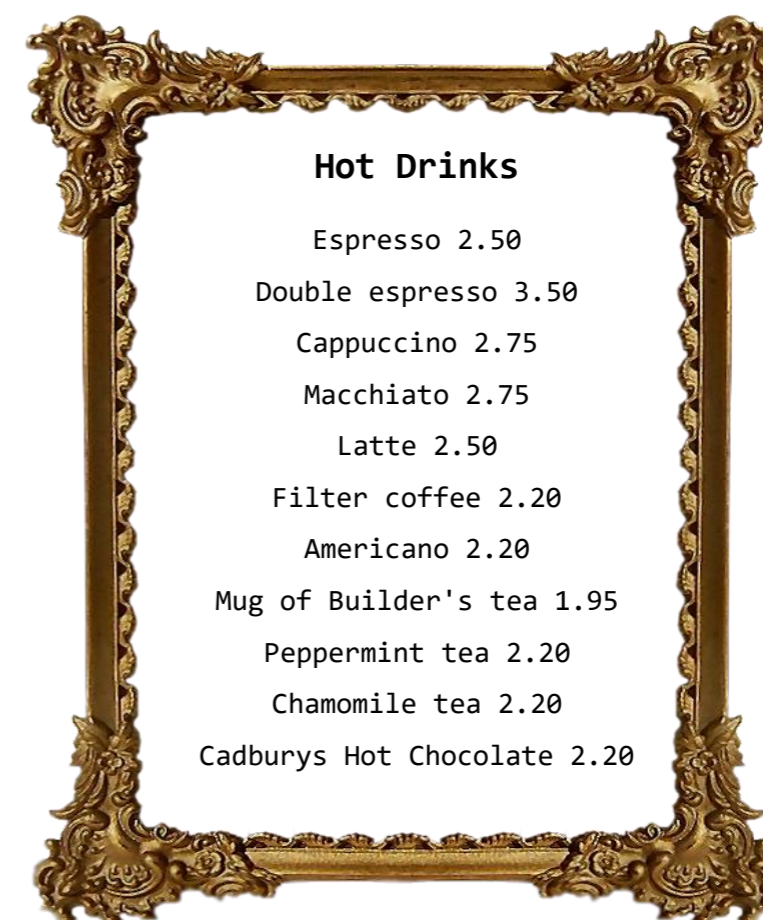 Hot Drinks
Espresso 2.50
Double espresso 3.50
Cappuccino 2.75
Macchiato 2.75
Latte 2.50
Filter coffee 2.20
Americano 2.20
Mug of Builder's tea 1.95
Peppermint tea 2.20
Chamomile tea 2.20
Cadburys Hot Chocolate 2.20